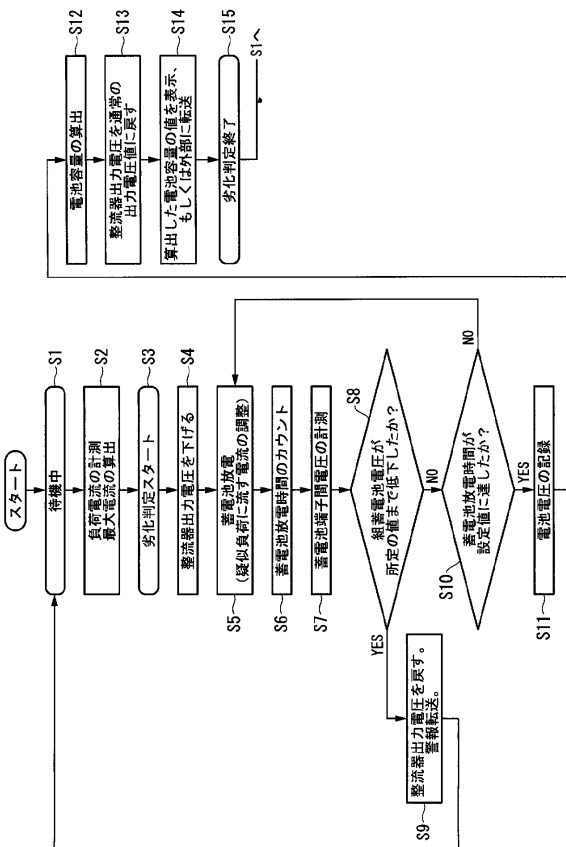 スタート
待機中
S1
負荷電流の計測
最大電流の算出
S2
劣化判定スタート
S3
整流器出力電圧を下げる
S4
蓄電池放電
(疑似負荷に流す電流の調整)
S5
蓄電池放電時間のカウント
S6
蓄電池端子間電圧の計測
S7
組蓄電池電圧が
所定の値まで低下したか?
S8
YES
NO
整流器出力電圧を戻す。
警報転送。
S9
蓄電池放電時間が
設定値に達したか?
S10
NO
YES
電池電圧の記録
S11
電池容量の算出
S12
整流器出力電圧を通常の
出力電圧値に戻す
S13
算出した電池容量の値を表示、
もしくは外部に転送
S14
劣化判定終了
S15
S1へ